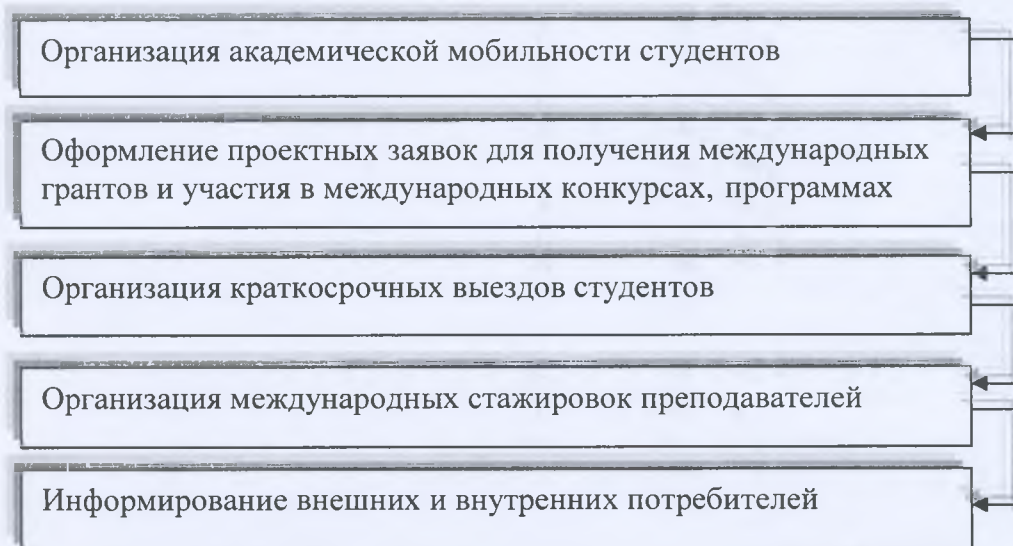 Организация академической мобильности студентов
Оформление проектных заявок для получения международных
грантов и участия в международных конкурсах, программах
Организация краткосрочных выездов студентов
Организация международных стажировок преподавателей
Информирование внешних и внутренних потребителей